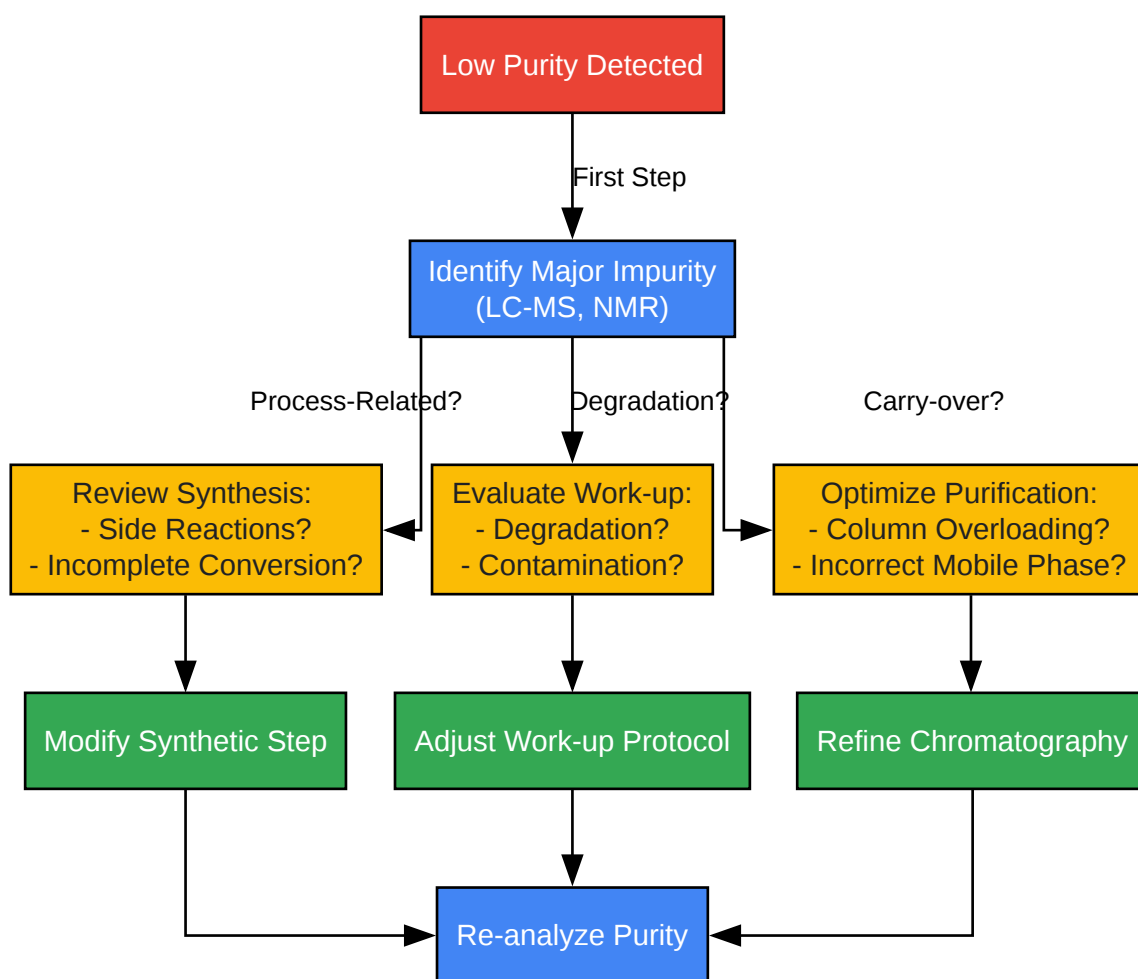 Low Purity Detected
First Step
Identify Major Impurity
(LC-MS, NMR)
Process-Related?
Degradation?
Carry-over?
Review Synthesis:
- Side Reactions?
- Incomplete Conversion?
Evaluate Work-up:
- Degradation?
- Contamination?
Optimize Purification:
- Column Overloading?
- Incorrect Mobile Phase?
Modify Synthetic Step
Adjust Work-up Protocol
Refine Chromatography
Re-analyze Purity